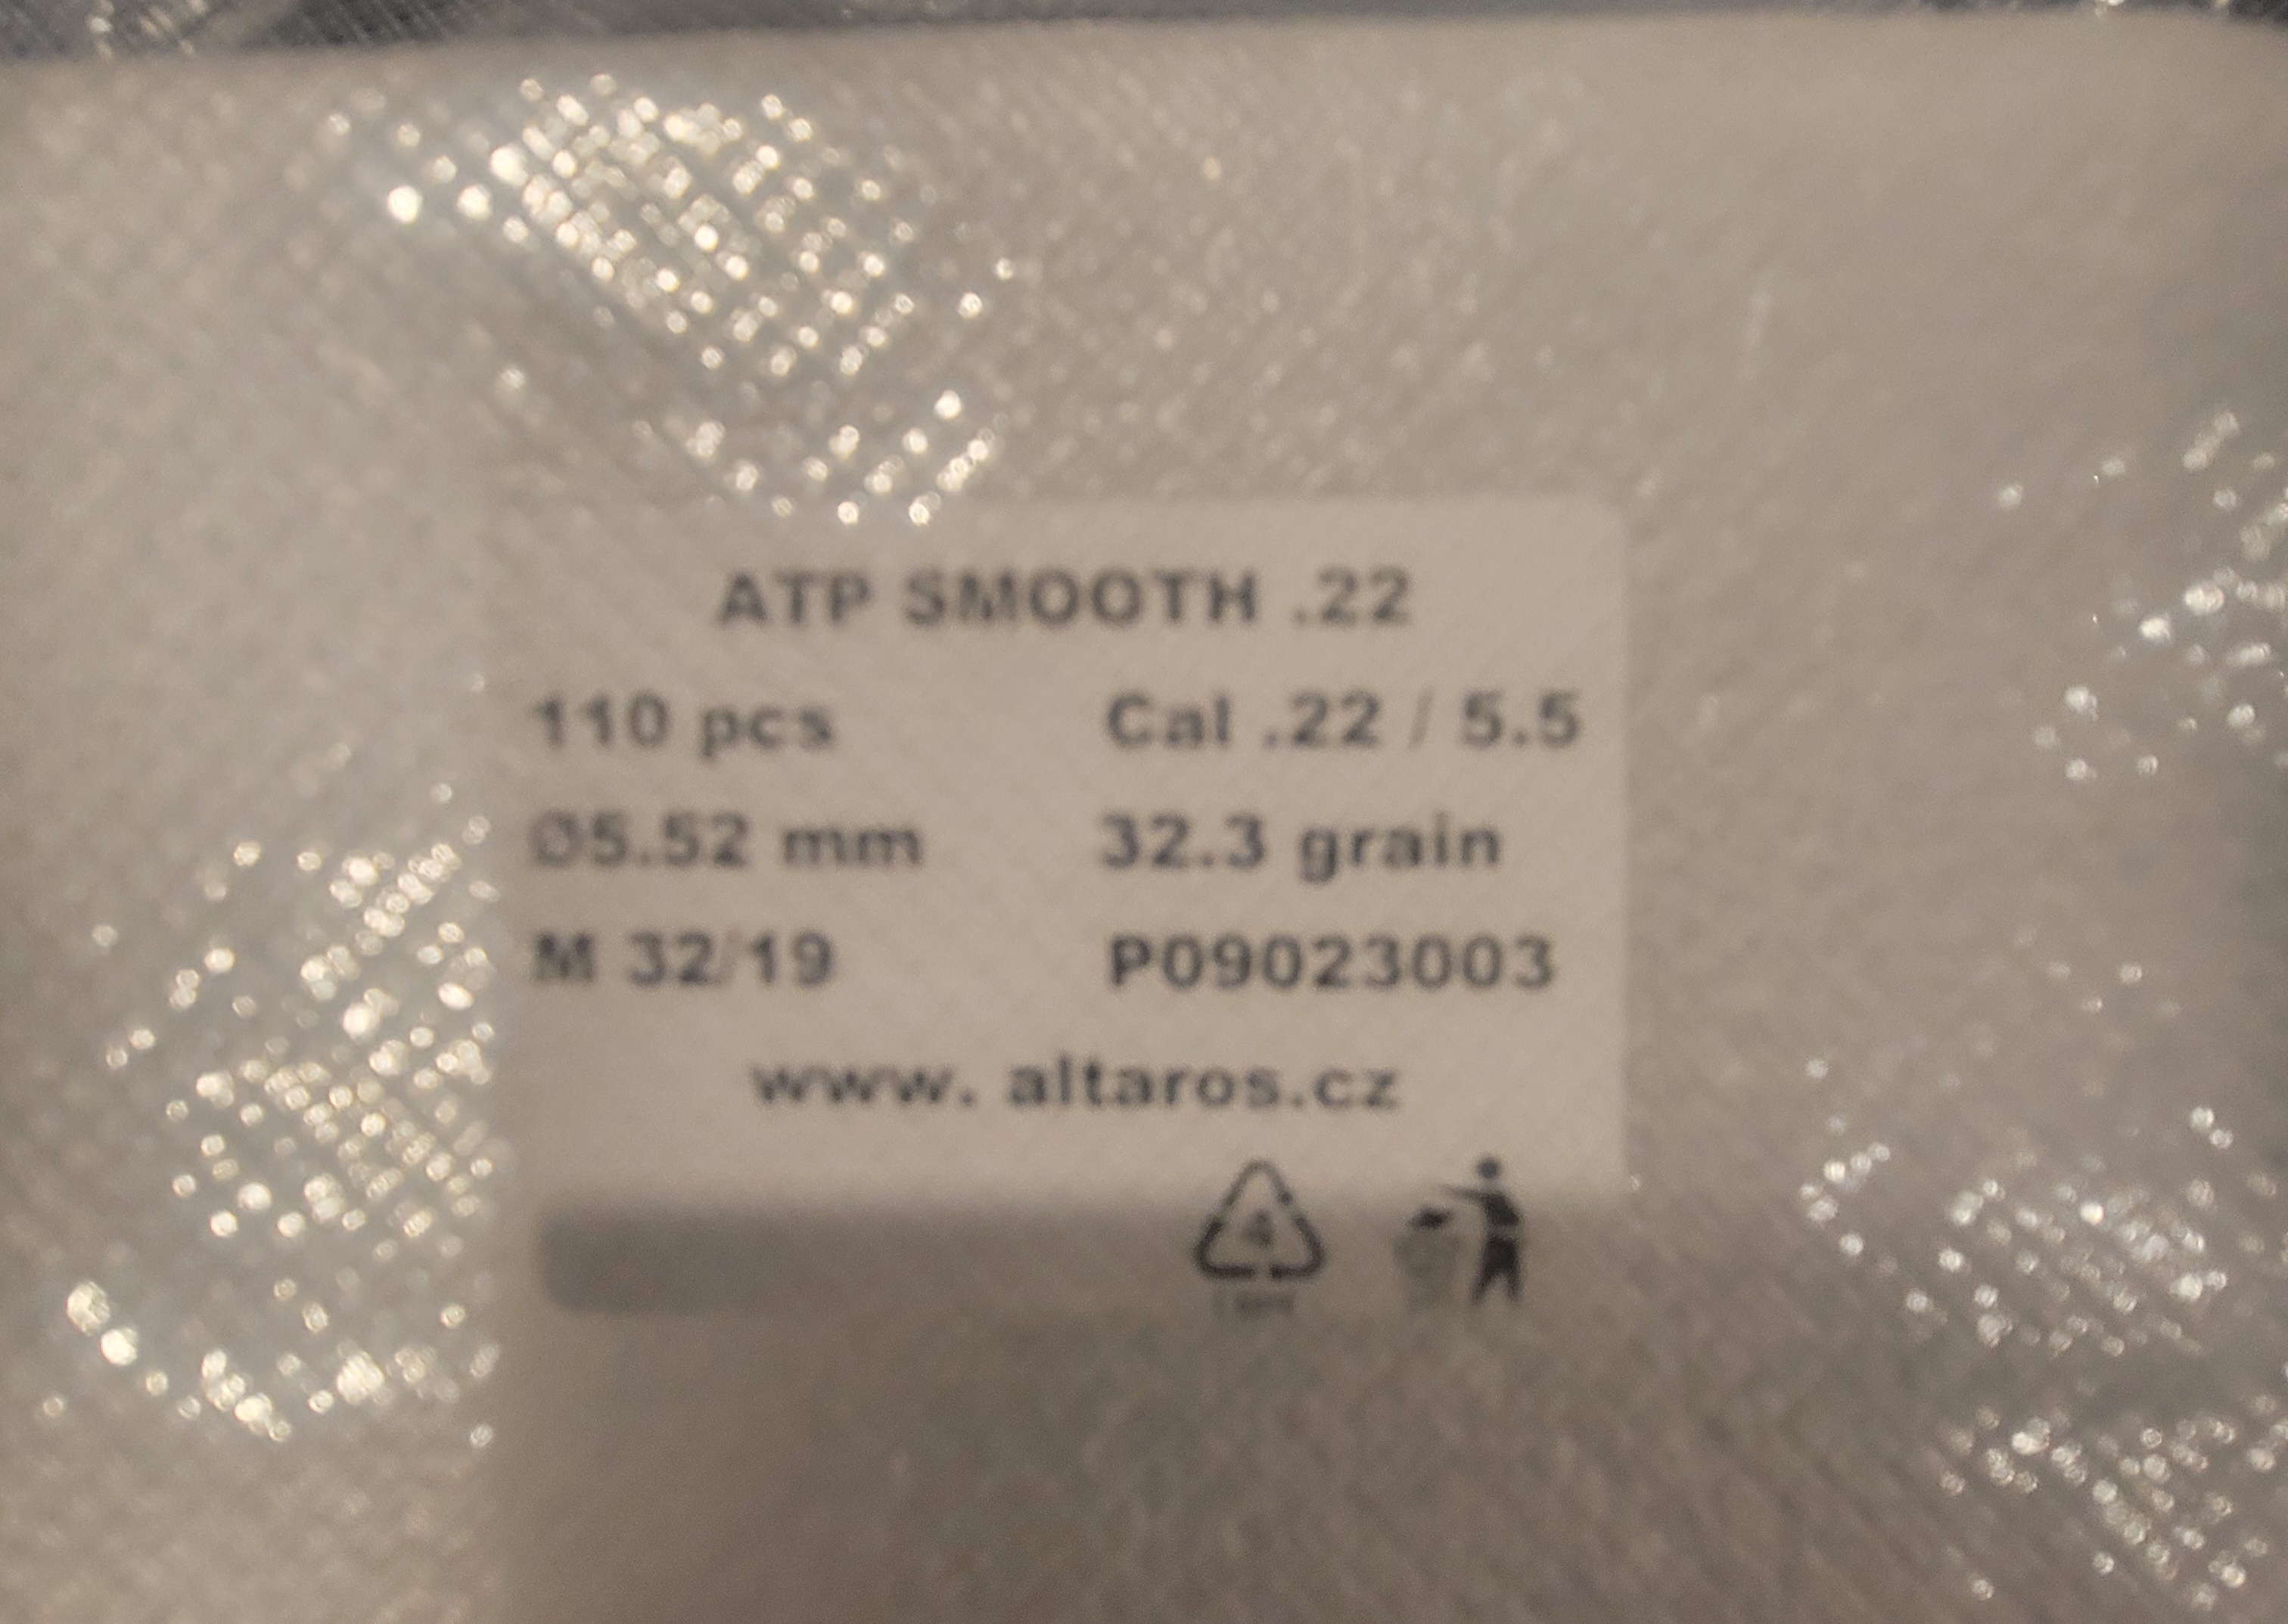 ATP SMOOTH .22
110 pcs Cal .22 / 5.5
Ø5.52 mm 32.3 grain
M 32/19 P09023003
www. altaros.cz
4